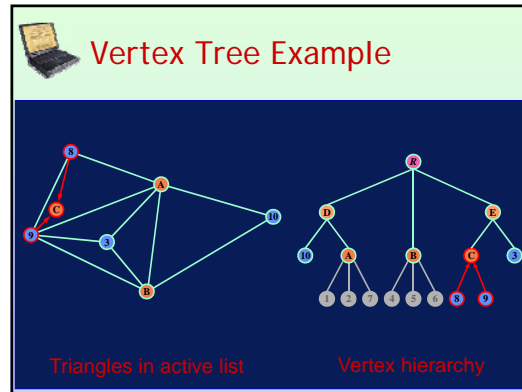 Vertex Tree Example
8
A
C
10
9
3
B
R
D
E
10
A
B
C
3
1
2
7
4
5
6
8
9
Triangles in active list
Vertex hierarchy